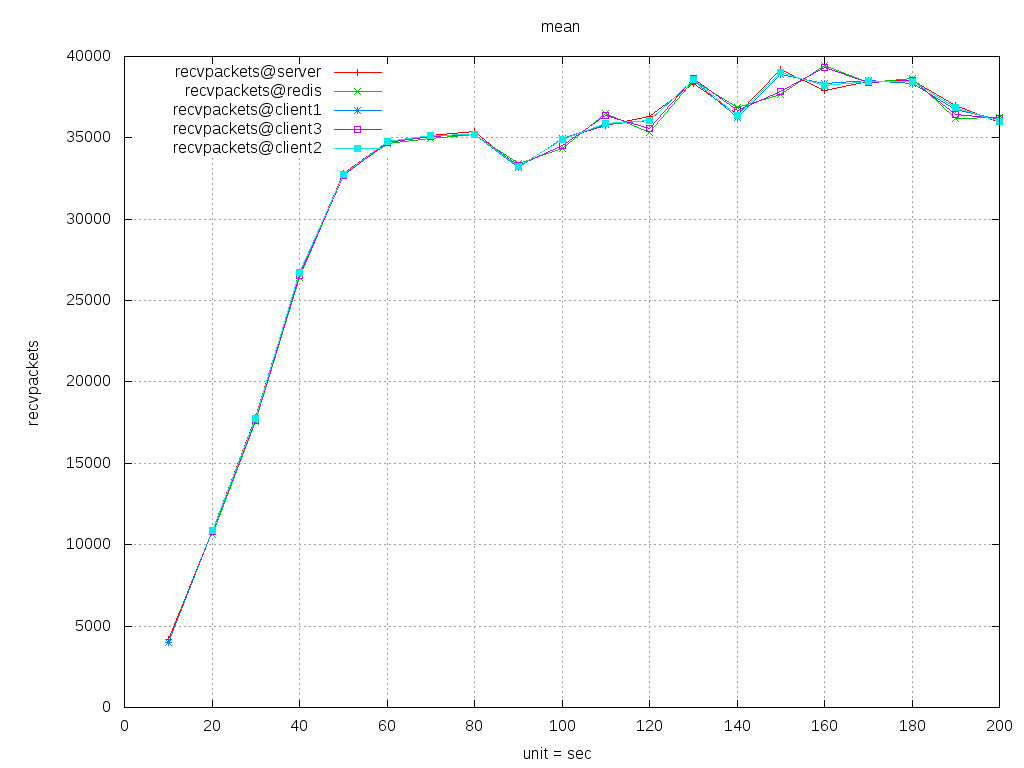 mean
40000
35000
30000
25000
20000
15000
10000
5000
0
recvpackets
recvpackets@server
recvpackets@redis
recvpackets@client1
recvpackets@client3
recvpackets@client2
0 20 40 60 80 100 120 140 160 180 200
unit = sec